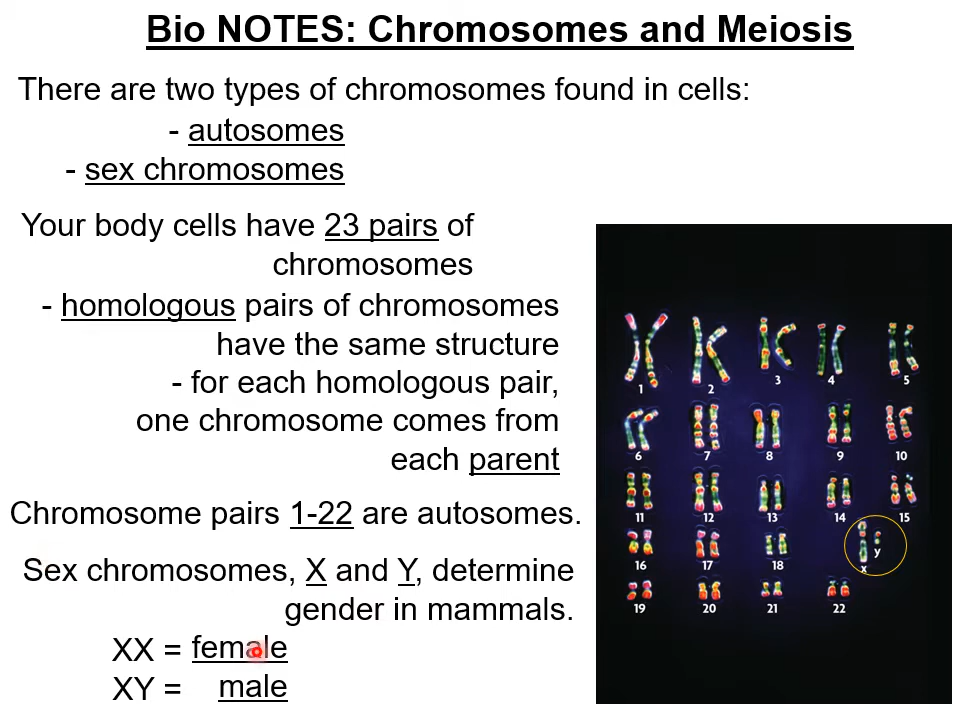 Bio NOTES: Chromosomes and Meiosis
There are two types of chromosomes found in cells:
- autosomes
- sex chromosomes
Your body cells have 23 pairs of
chromosomes
- homologous pairs of chromosomes
have the same structure
- for each homologous pair,
one chromosome comes from
each parent
Chromosome pairs 1-22 are autosomes.
Sex chromosomes, X and Y, determine
gender in mammals.
XX = female
XY = male
1 2 3 4 5
6 7 8 9 10
11 12 13 14 15
16 17 18 x y
19 20 21 22